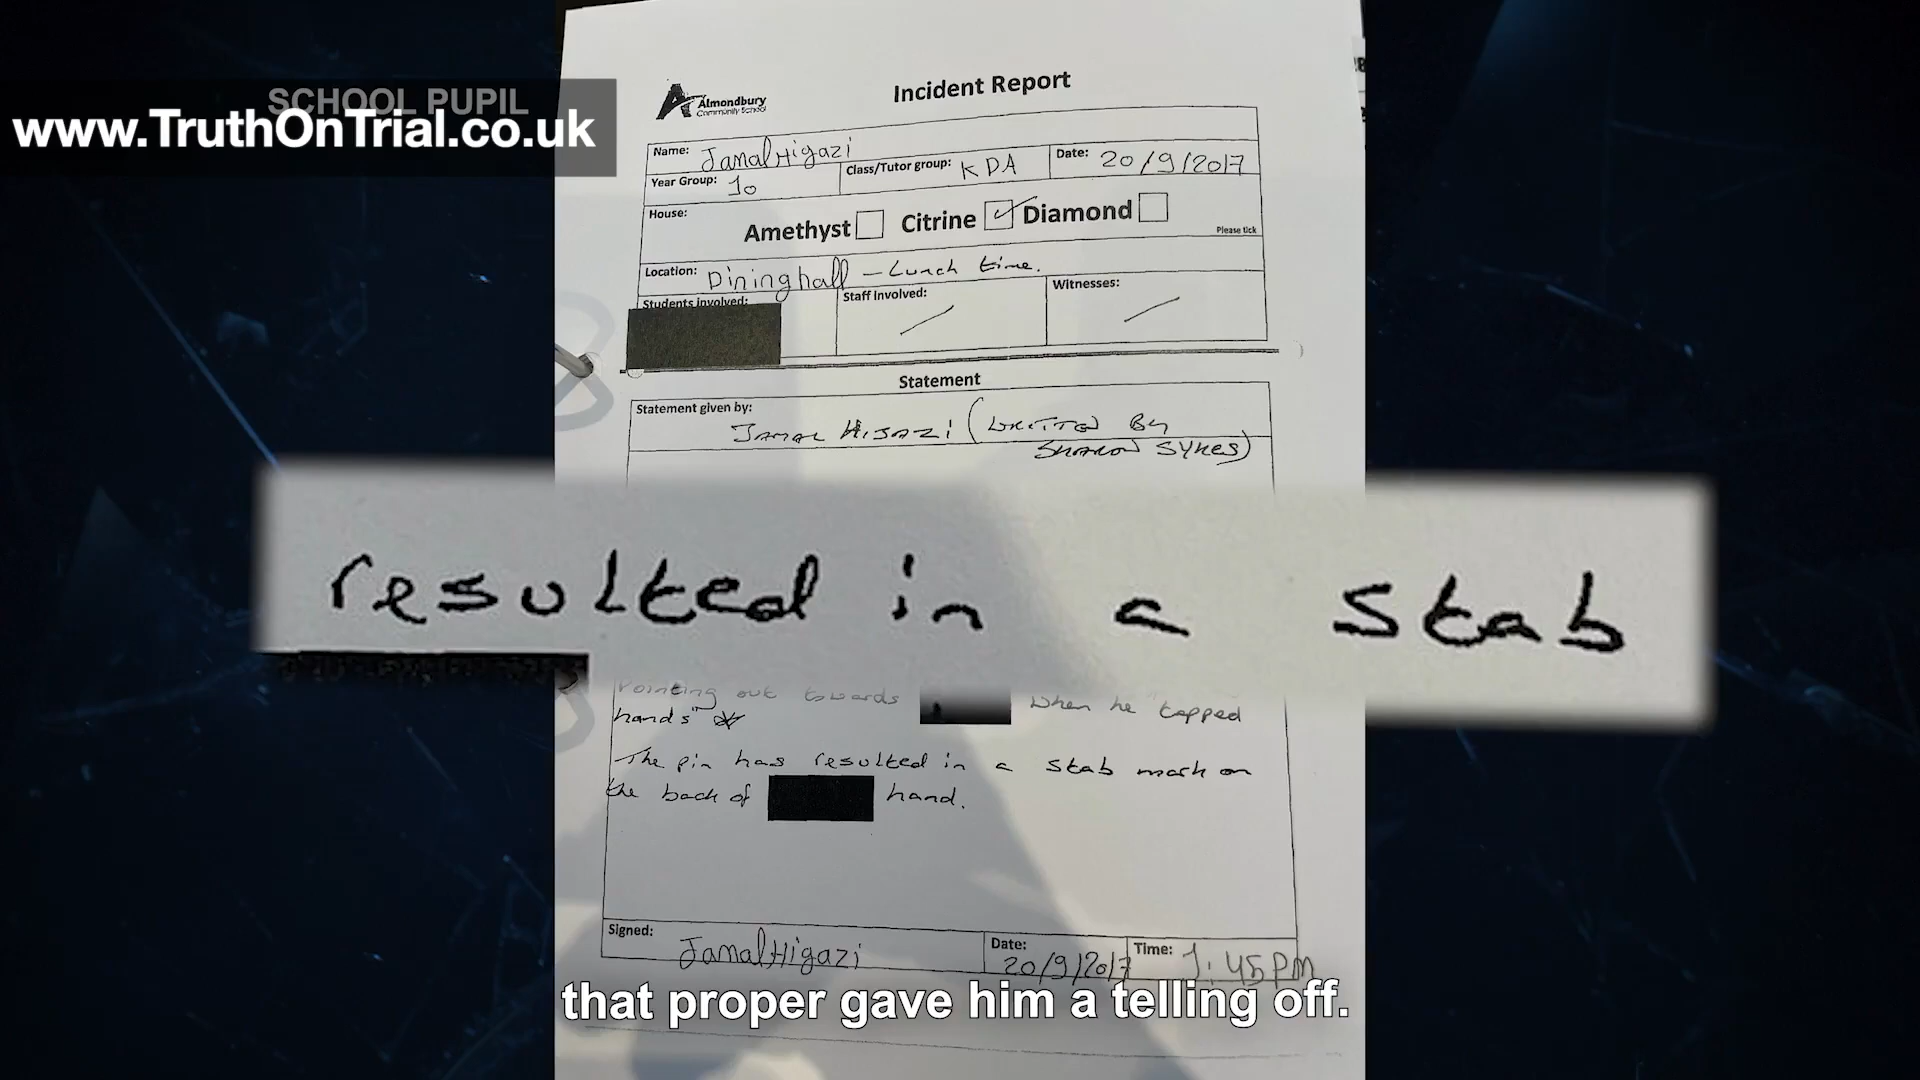 SCHOOL PUPIL
www.TruthOnTrial.co.uk
Almondbury
Community School
Incident Report
Name: Jamal Higazi
Year Group: 10
Class/Tutor group: KDA
Date: 20/9/2017
House:
Amethyst Citrine Diamond
Please tick
Location: Dining hall - Lunch time.
Students involved:
Staff Involved:
Witnesses:
Statement
Statement given by:
Jamal Hijazi (written By
Sharon Sykes)
resulted in a stab
Pointing out towards when he tapped
hands"
The pin has resulted in a stab mark on
the back of hand.
Signed: Jamal Higazi
Date: 20/9/2017
Time: 1:45PM
that proper gave him a telling off.